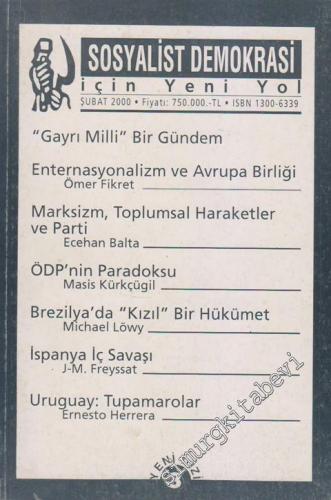 SOSYALİST DEMOKRASİ
için Yeni Yol
ŞUBAT 2000 • Fiyatı: 750.000.-TL • ISBN 1300-6339
"Gayrı Milli" Bir Gündem
Enternasyonalizm ve Avrupa Birliği
Ömer Fikret
Marksizm, Toplumsal Haraketler
ve Parti
Ecehan Balta
ÖDP'nin Paradoksu
Masis Kürkçügil
Brezilya'da "Kızıl" Bir Hükümet
Michael Löwy
İspanya İç Savaşı
J-M. Freyssat
Uruguay: Tupamarolar
Ernesto Herrera
YENİ
simurgkitabevi